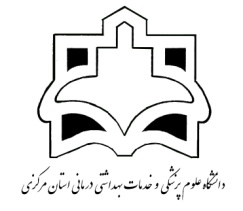 دانشگاه علوم پزشکی و خدمات بهداشتی درمانی استان مرکزی